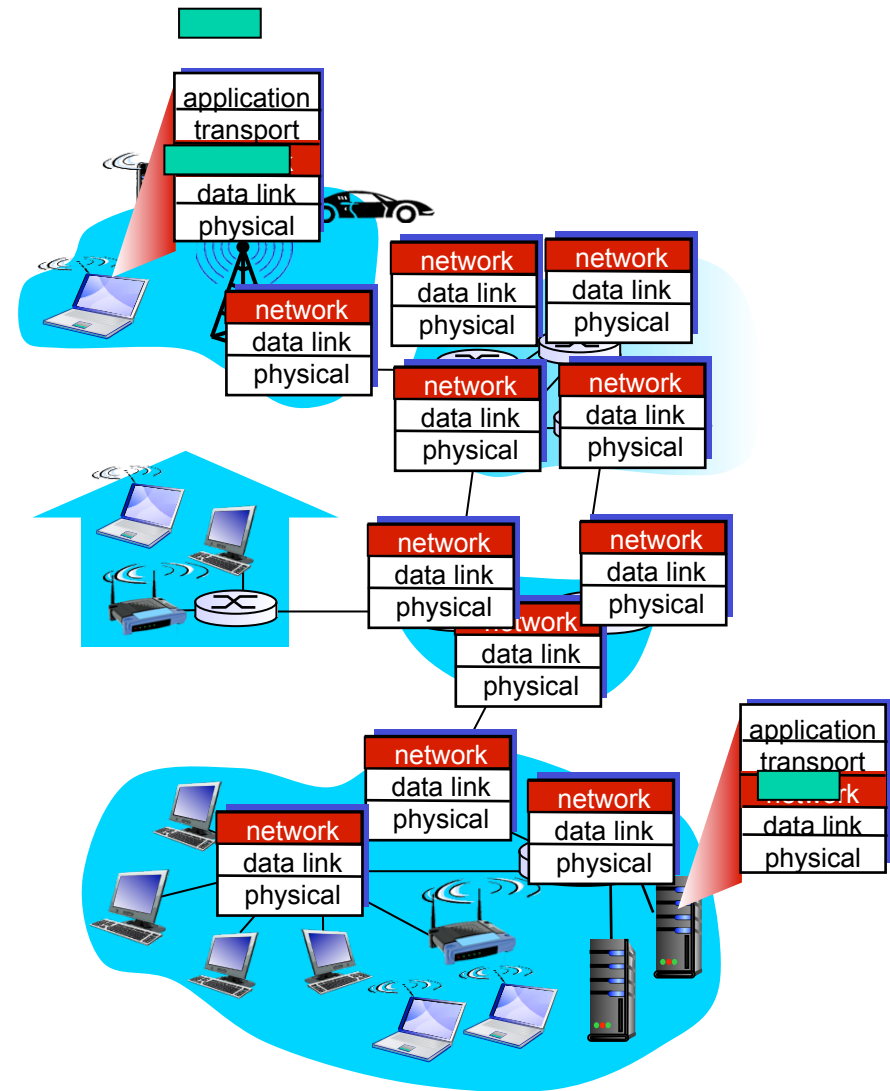 application
transport
data link
physical
network
data link
physical
network
data link
physical
network
data link
physical
network
data link
physical
network
data link
physical
network
data link
physical
network
data link
physical
network
data link
physical
application
transport
network
data link
physical
network
data link
physical
network
data link
physical
network
data link
physical